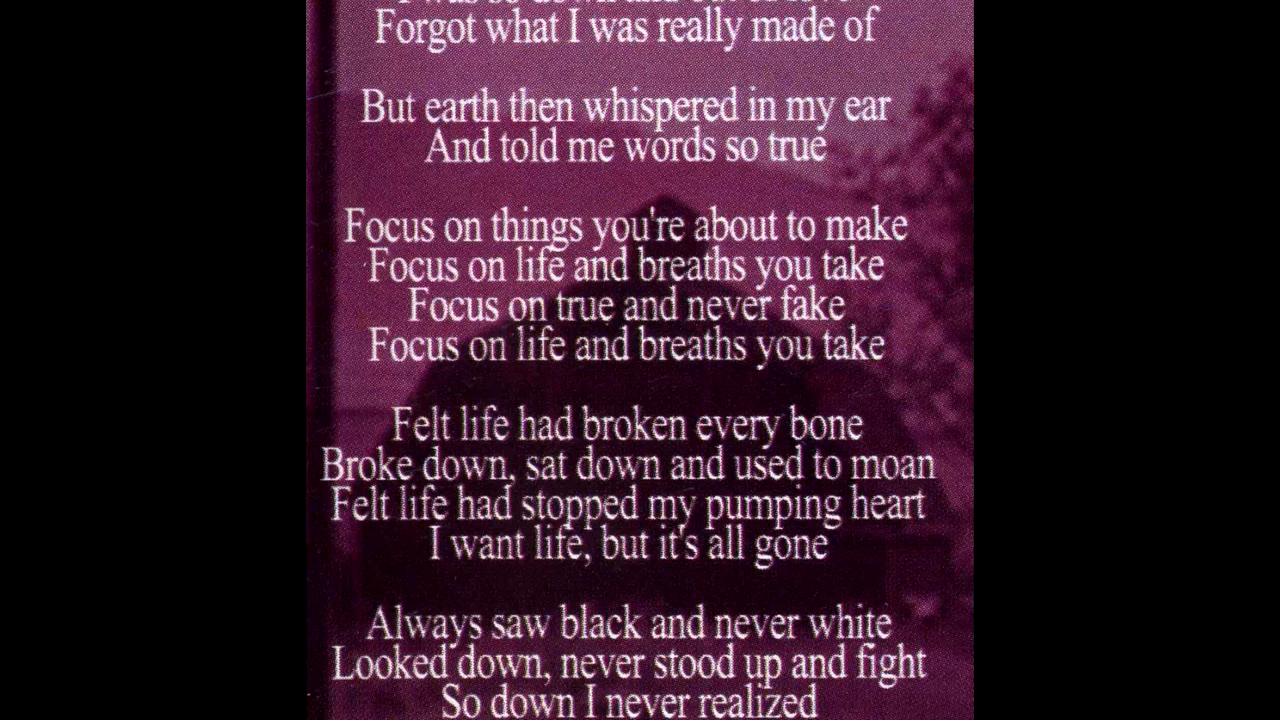 Forgot what I was really made of
But earth then whispered in my ear
And told me words so true
Focus on things you're about to make
Focus on life and breaths you take
Focus on true and never fake
Focus on life and breaths you take
Felt life had broken every bone
Broke down, sat down and used to moan
Felt life had stopped my pumping heart
I want life, but it's all gone
Always saw black and never white
Looked down, never stood up and fight
So down I never realized